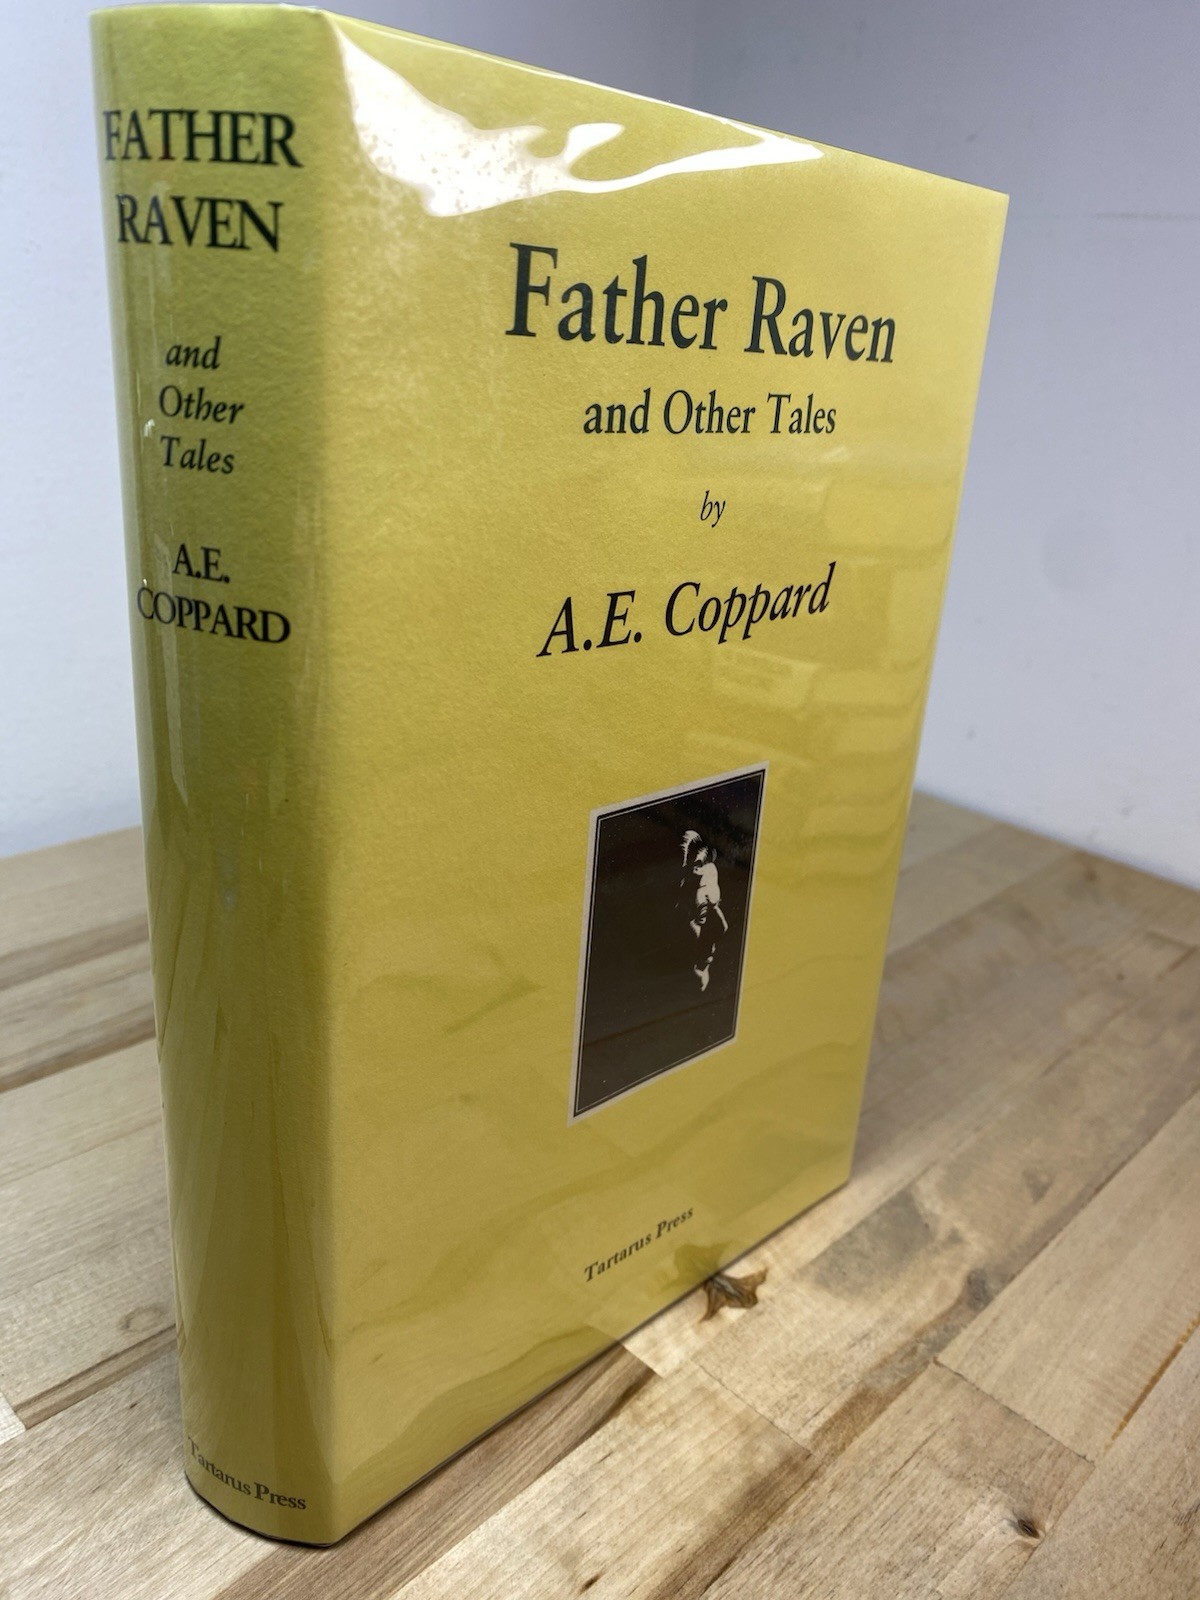 FATHER
RAVEN
and
Other
Tales
A.E.
COPPARD
Tartarus Press
Father Raven
and Other Tales
by
A.E. Coppard
Tartarus Press